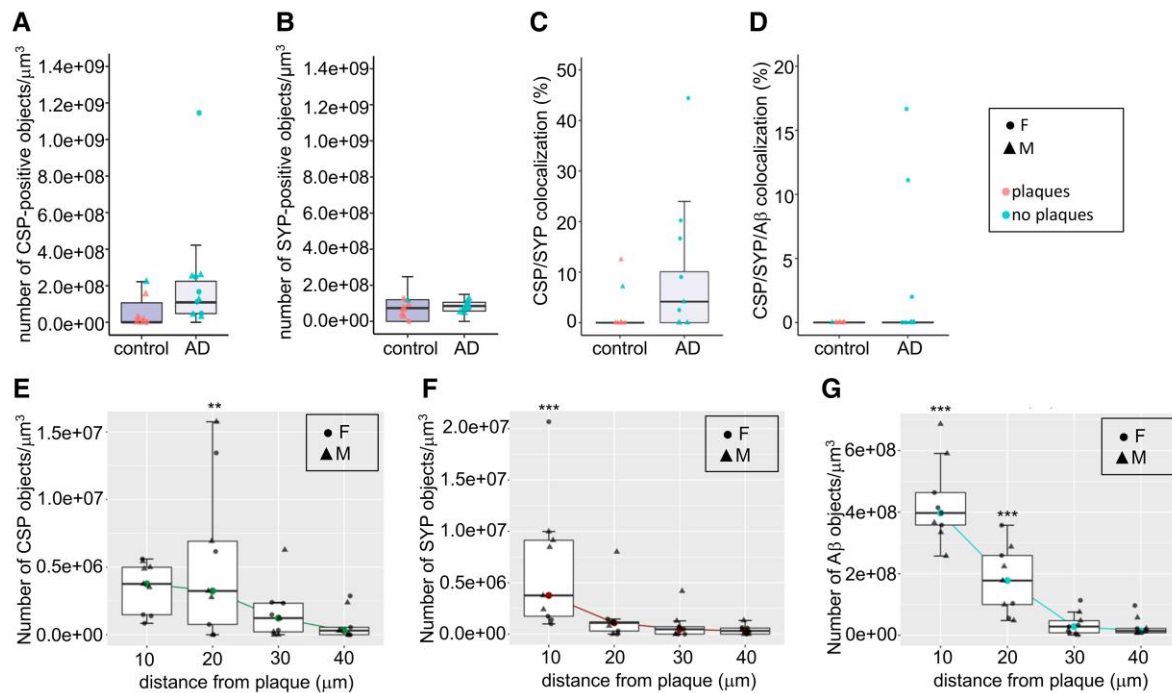 A
number of CSP-positive objects/μm³
1.4e+09
1.2e+09
1.0e+09
8.0e+08
6.0e+08
4.0e+08
2.0e+08
0.0e+00
control AD
B
number of SYP-positive objects/μm³
1.4e+09
1.2e+09
1.0e+09
8.0e+08
6.0e+08
4.0e+08
2.0e+08
0.0e+00
control AD
C
CSP/SYP colocalization (%)
50
40
30
20
10
0
control AD
D
CSP/SYP/Aβ colocalization (%)
20
15
10
5
0
control AD
F
M
plaques
no plaques
E
Number of CSP objects/μm³
1.5e+07
1.0e+07
0.5e+06
0.0e+00
**
F
M
10 20 30 40
distance from plaque (μm)
F
Number of SYP objects/μm³
2.0e+07
1.5e+07
1.0e+07
0.5e+06
0.0e+00
***
F
M
10 20 30 40
distance from plaque (μm)
G
Number of Aβ objects/μm³
6e+08
4e+08
2e+08
0e+00
***
***
F
M
10 20 30 40
distance from plaque (μm)